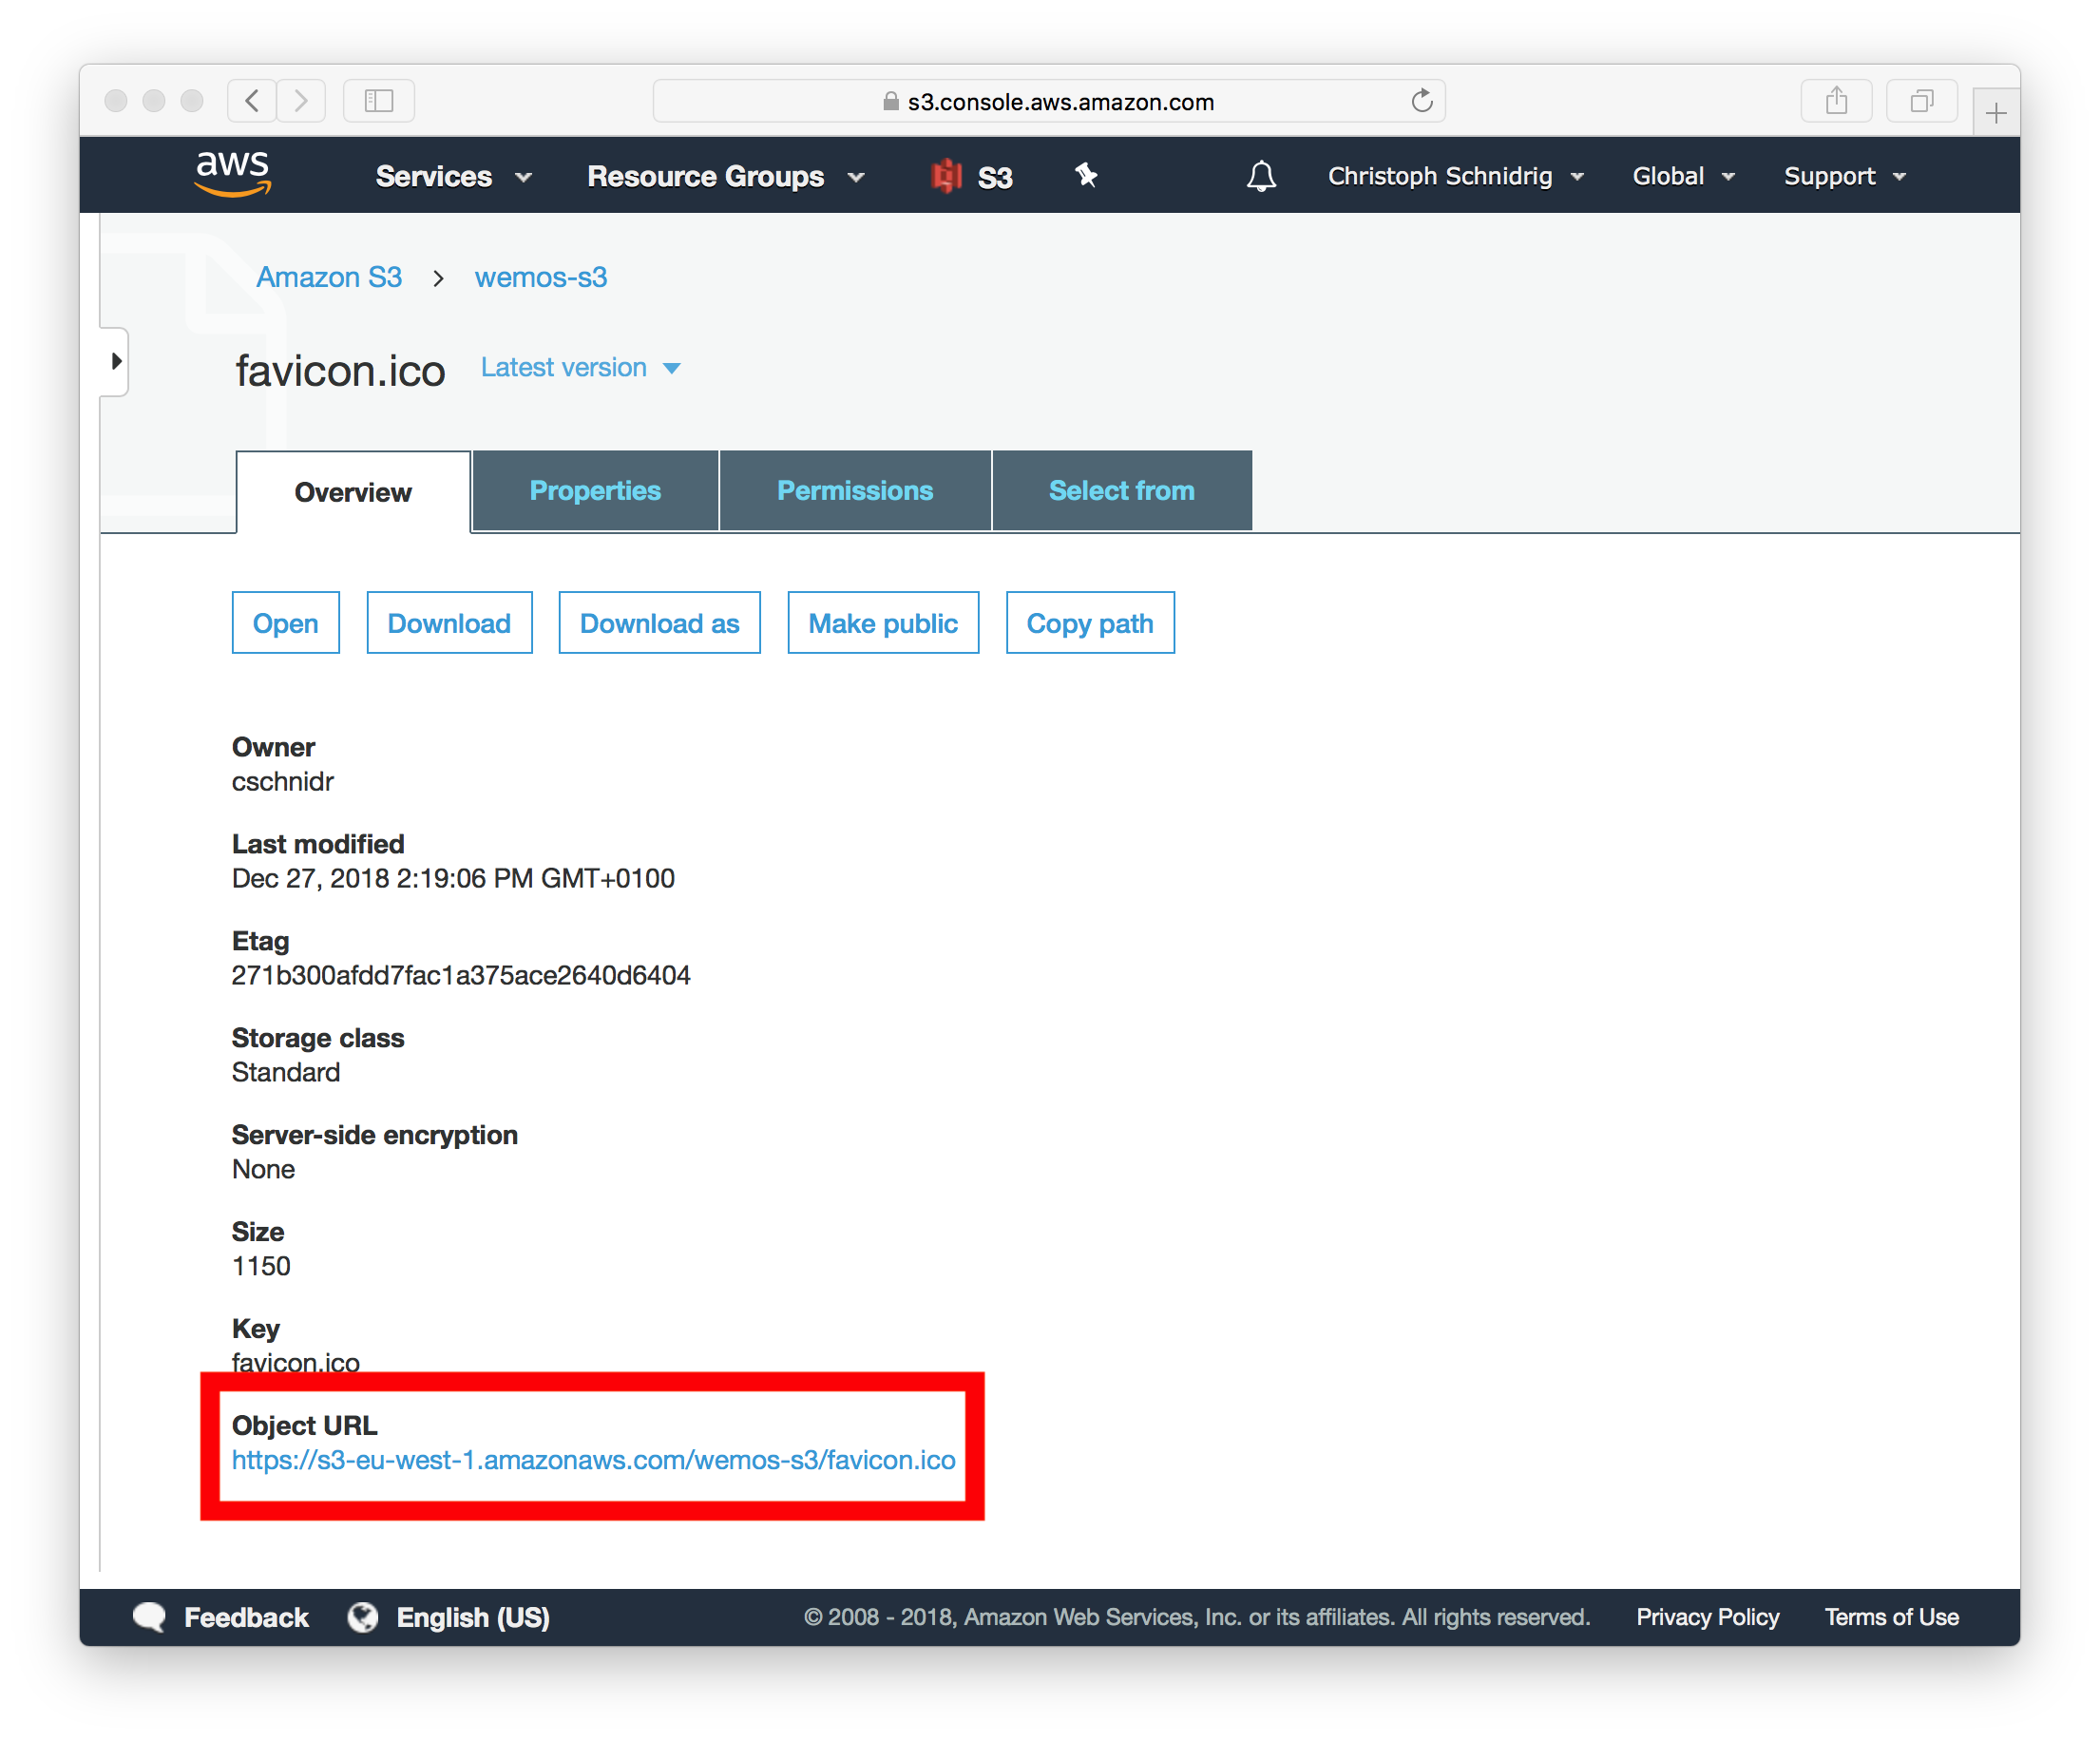 s3.console.aws.amazon.com
aws Services Resource Groups S3 Christoph Schnidrig Global Support
Amazon S3 > wemos-s3
favicon.ico Latest version
Overview Properties Permissions Select from
Open Download Download as Make public Copy path
Owner
cschnidr
Last modified
Dec 27, 2018 2:19:06 PM GMT+0100
Etag
271b300afdd7fac1a375ace2640d6404
Storage class
Standard
Server-side encryption
None
Size
1150
Key
favicon.ico
Object URL
https://s3-eu-west-1.amazonaws.com/wemos-s3/favicon.ico
Feedback English (US) © 2008 - 2018, Amazon Web Services, Inc. or its affiliates. All rights reserved. Privacy Policy Terms of Use